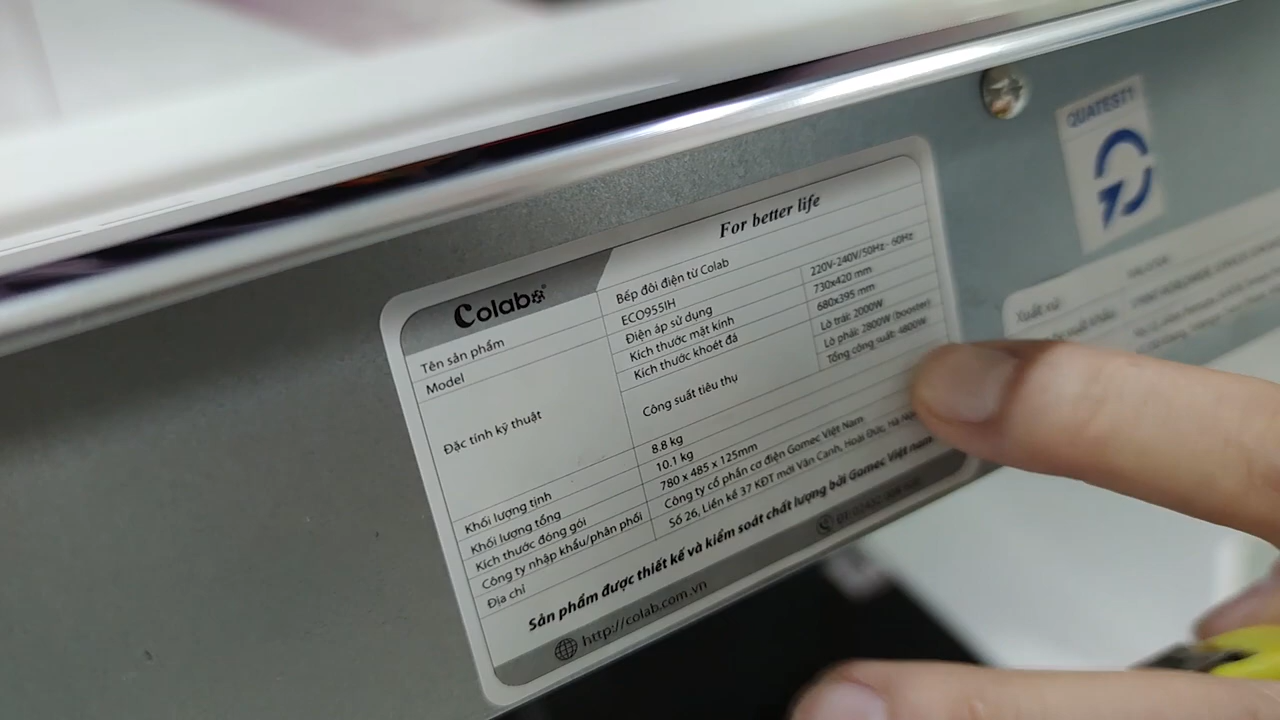 QUATEST1
Colab
For better life
Tên sản phẩm Bếp đôi điện từ Colab
Model ECO955IH
Đặc tính kỹ thuật
Điện áp sử dụng 220V-240V/50Hz- 60Hz
Kích thước mặt kính 730x420 mm
Kích thước khoét đá 680x395 mm
Công suất tiêu thụ
Lò trái: 2000W
Lò phải: 2800W (booster)
Tổng công suất: 4800W
Khối lượng tịnh 8.8 kg
Khối lượng tổng 10.1 kg
Kích thước đóng gói 780 x 485 x 125mm
Công ty nhập khẩu/phân phối Công ty cổ phần cơ điện Gomec Việt Nam
Địa chỉ Số 26, Liền kề 37 KĐT mới Vân Canh, Hoài Đức, Hà
Sản phẩm được thiết kế và kiểm soát chất lượng bởi Gomec Việt nam
http://colab.com.vn
Xuất xứ